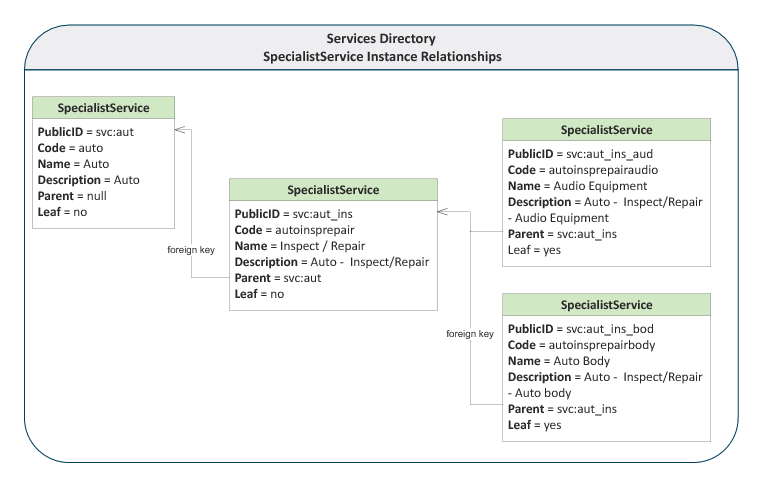 Services Directory
SpecialistService Instance Relationships
SpecialistService
PublicID = svc:aut
Code = auto
Name = Auto
Description = Auto
Parent = null
Leaf = no
foreign key
SpecialistService
PublicID = svc:aut_ins
Code = autoinsprepair
Name = Inspect / Repair
Description = Auto -  Inspect/Repair
Parent = svc:aut
Leaf = no
foreign key
SpecialistService
PublicID = svc:aut_ins_aud
Code = autoinsprepairaudio
Name = Audio Equipment
Description = Auto -  Inspect/Repair
- Audio Equipment
Parent = svc:aut_ins
Leaf = yes
SpecialistService
PublicID = svc:aut_ins_bod
Code = autoinsprepairbody
Name = Auto Body
Description = Auto -  Inspect/Repair
- Auto body
Parent = svc:aut_ins
Leaf = yes